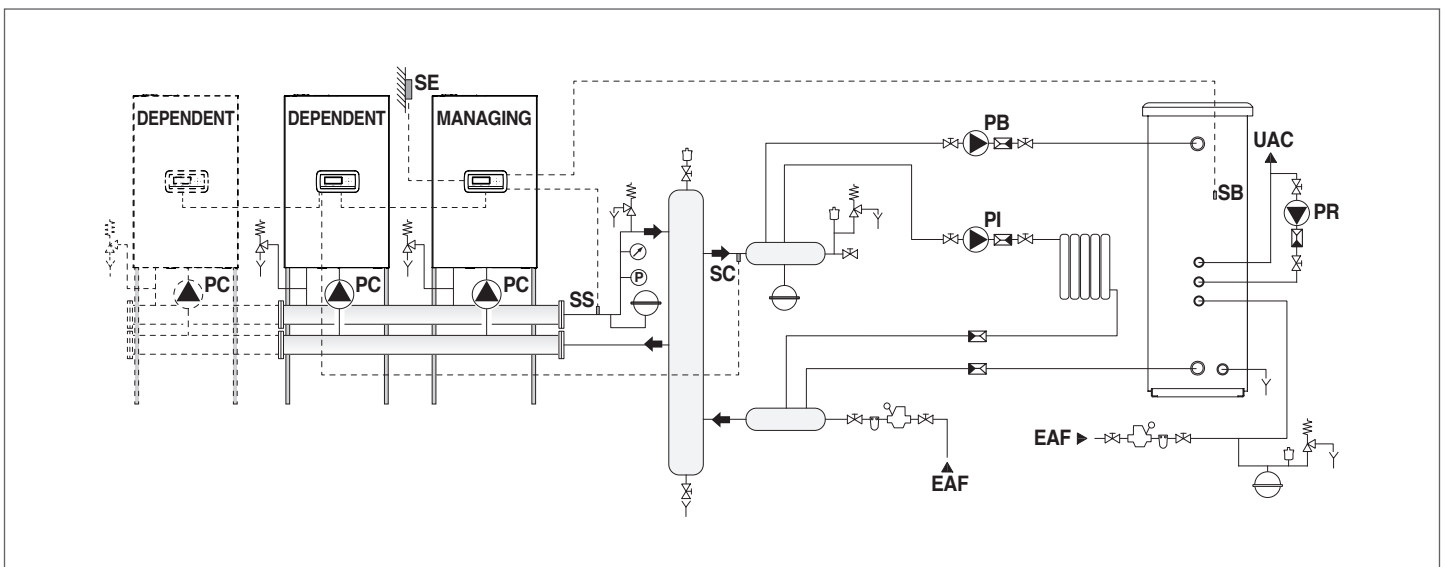 SE
DEPENDENT
DEPENDENT
MANAGING
PB
UAC
SB
PR
PI
SC
PC
PC
PC
SS
P
EAF
EAF